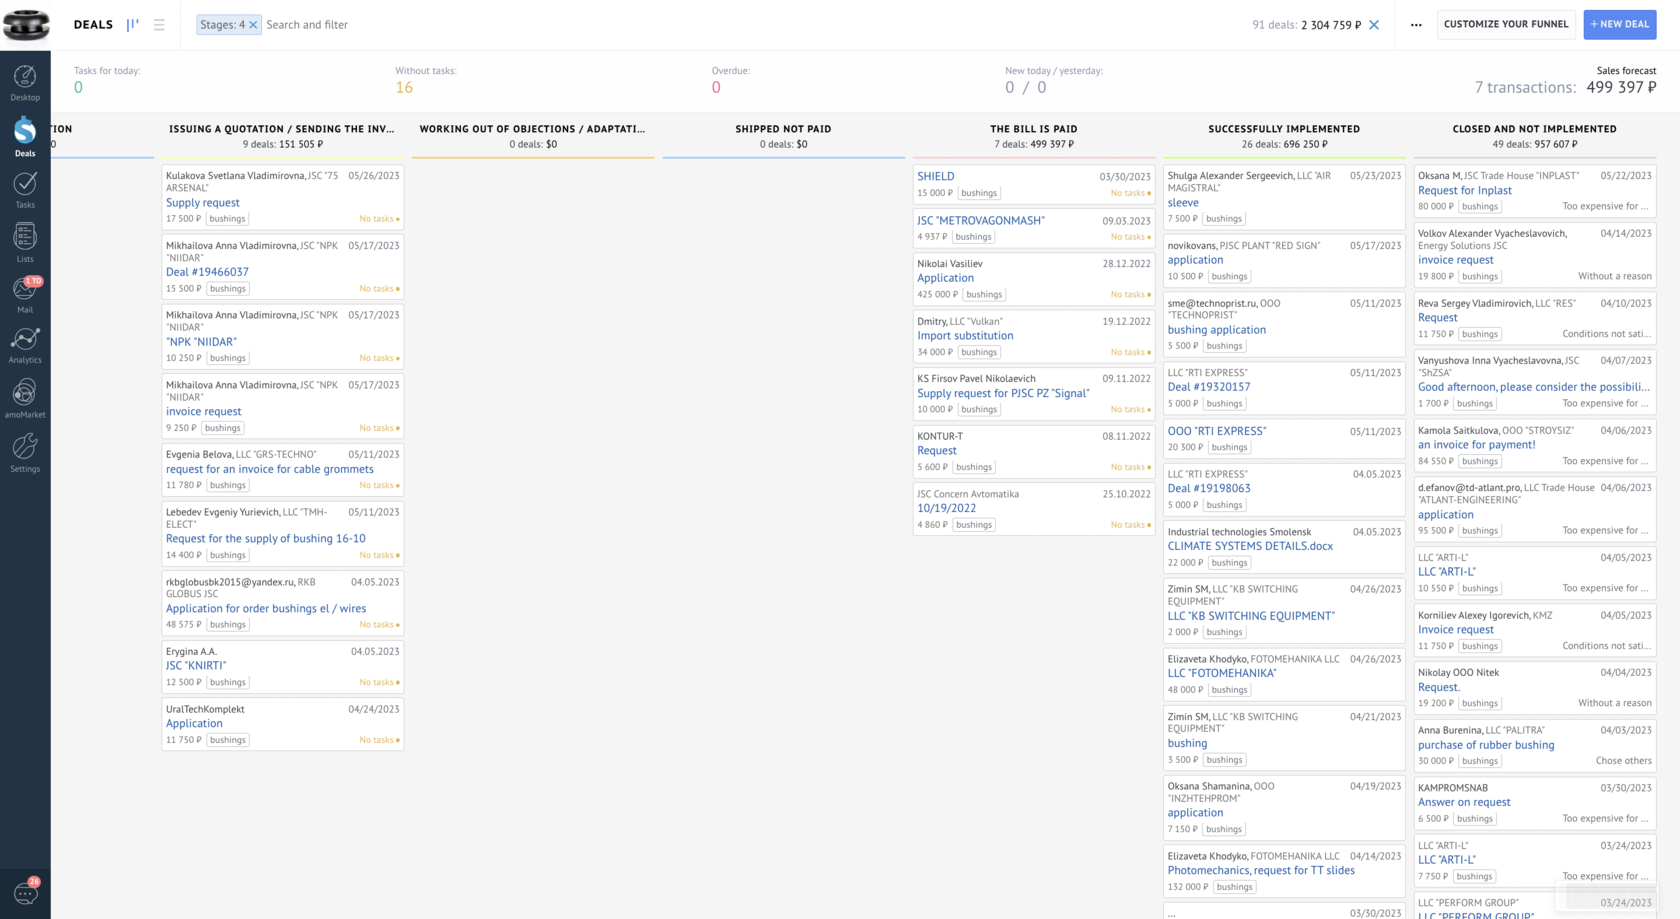 DEALS
Stages: 4
Search and filter
91 deals: 2 304 759 ₽
CUSTOMIZE YOUR FUNNEL
NEW DEAL
Tasks for today:
0
Without tasks:
16
Overdue:
0
New today / yesterday:
0 / 0
Sales forecast
7 transactions: 499 397 ₽
Desktop
Deals
Tasks
Lists
1 TO
Mail
Analytics
amoMarket
Settings
26
TION
0
ISSUING A QUOTATION / SENDING THE INV...
9 deals: 151 505 ₽
Kulakova Svetlana Vladimirovna, JSC "75 05/26/2023
ARSENAL"
Supply request
17 500 ₽ bushings No tasks
Mikhailova Anna Vladimirovna, JSC "NPK 05/17/2023
"NIIDAR"
Deal #19466037
15 500 ₽ bushings No tasks
Mikhailova Anna Vladimirovna, JSC "NPK 05/17/2023
"NIIDAR"
"NPK "NIIDAR"
10 250 ₽ bushings No tasks
Mikhailova Anna Vladimirovna, JSC "NPK 05/17/2023
"NIIDAR"
invoice request
9 250 ₽ bushings No tasks
Evgenia Belova, LLC "GRS-TECHNO" 05/11/2023
request for an invoice for cable grommets
11 780 ₽ bushings No tasks
Lebedev Evgeniy Yurievich, LLC "TMH- 05/11/2023
ELECT"
Request for the supply of bushing 16-10
14 400 ₽ bushings No tasks
rkbglobusbk2015@yandex.ru, RKB 04.05.2023
GLOBUS JSC
Application for order bushings el / wires
48 575 ₽ bushings No tasks
Erygina A.A. 04.05.2023
JSC "KNIRTI"
12 500 ₽ bushings No tasks
UralTechKomplekt 04/24/2023
Application
11 750 ₽ bushings No tasks
WORKING OUT OF OBJECTIONS / ADAPTATI...
0 deals: $0
SHIPPED NOT PAID
0 deals: $0
THE BILL IS PAID
7 deals: 499 397 ₽
SHIELD 03/30/2023
15 000 ₽ bushings No tasks
JSC "METROVAGONMASH" 09.03.2023
4 937 ₽ bushings No tasks
Nikolai Vasiliev 28.12.2022
Application
425 000 ₽ bushings No tasks
Dmitry, LLC "Vulkan" 19.12.2022
Import substitution
34 000 ₽ bushings No tasks
KS Firsov Pavel Nikolaevich 09.11.2022
Supply request for PJSC PZ "Signal"
10 000 ₽ bushings No tasks
KONTUR-T 08.11.2022
Request
5 600 ₽ bushings No tasks
JSC Concern Avtomatika 25.10.2022
10/19/2022
4 860 ₽ bushings No tasks
SUCCESSFULLY IMPLEMENTED
26 deals: 696 250 ₽
Shulga Alexander Sergeevich, LLC "AIR 05/23/2023
MAGISTRAL"
sleeve
7 500 ₽ bushings
novikovans, PJSC PLANT "RED SIGN" 05/17/2023
application
10 500 ₽ bushings
sme@technoprist.ru, OOO 05/11/2023
"TECHNOPRIST"
bushing application
5 500 ₽ bushings
LLC "RTI EXPRESS" 05/11/2023
Deal #19320157
5 000 ₽ bushings
OOO "RTI EXPRESS" 05/11/2023
20 300 ₽ bushings
LLC "RTI EXPRESS" 04.05.2023
Deal #19198063
5 000 ₽ bushings
Industrial technologies Smolensk 04.05.2023
CLIMATE SYSTEMS DETAILS.docx
22 000 ₽ bushings
Zimin SM, LLC "KB SWITCHING 04/26/2023
EQUIPMENT"
LLC "KB SWITCHING EQUIPMENT"
2 000 ₽ bushings
Elizaveta Khodyko, FOTOMEHANIKA LLC 04/26/2023
LLC "FOTOMEHANIKA"
48 000 ₽ bushings
Zimin SM, LLC "KB SWITCHING 04/21/2023
EQUIPMENT"
bushing
3 500 ₽ bushings
Oksana Shamanina, OOO 04/19/2023
"INZHTEHPROM"
application
7 150 ₽ bushings
Elizaveta Khodyko, FOTOMEHANIKA LLC 04/14/2023
Photomechanics, request for TT slides
132 000 ₽ bushings
... 03/30/2023
CLOSED AND NOT IMPLEMENTED
49 deals: 957 607 ₽
Oksana M, JSC Trade House "INPLAST" 05/22/2023
Request for Inplast
80 000 ₽ bushings Too expensive for ...
Volkov Alexander Vyacheslavovich, 04/14/2023
Energy Solutions JSC
invoice request
19 800 ₽ bushings Without a reason
Reva Sergey Vladimirovich, LLC "RES" 04/10/2023
Request
11 750 ₽ bushings Conditions not sati...
Vanyushova Inna Vyacheslavovna, JSC 04/07/2023
"ShZSA"
Good afternoon, please consider the possibili...
1 700 ₽ bushings Too expensive for ...
Kamola Saitkulova, OOO "STROYSIZ" 04/06/2023
an invoice for payment!
84 550 ₽ bushings Too expensive for ...
d.efanov@td-atlant.pro, LLC Trade House 04/06/2023
"ATLANT-ENGINEERING"
application
95 500 ₽ bushings Too expensive for ...
LLC "ARTI-L" 04/05/2023
LLC "ARTI-L"
10 550 ₽ bushings Too expensive for ...
Korniliev Alexey Igorevich, KMZ 04/05/2023
Invoice request
11 750 ₽ bushings Conditions not sati...
Nikolay OOO Nitek 04/04/2023
Request.
19 200 ₽ bushings Without a reason
Anna Burenina, LLC "PALITRA" 04/03/2023
purchase of rubber bushing
30 000 ₽ bushings Chose others
KAMPROMSNAB 03/30/2023
Answer on request
6 500 ₽ bushings Too expensive for ...
LLC "ARTI-L" 03/24/2023
LLC "ARTI-L"
7 750 ₽ bushings Too expensive for ...
LLC "PERFORM GROUP" 03/24/2023
LLC "PERFORM GROUP"